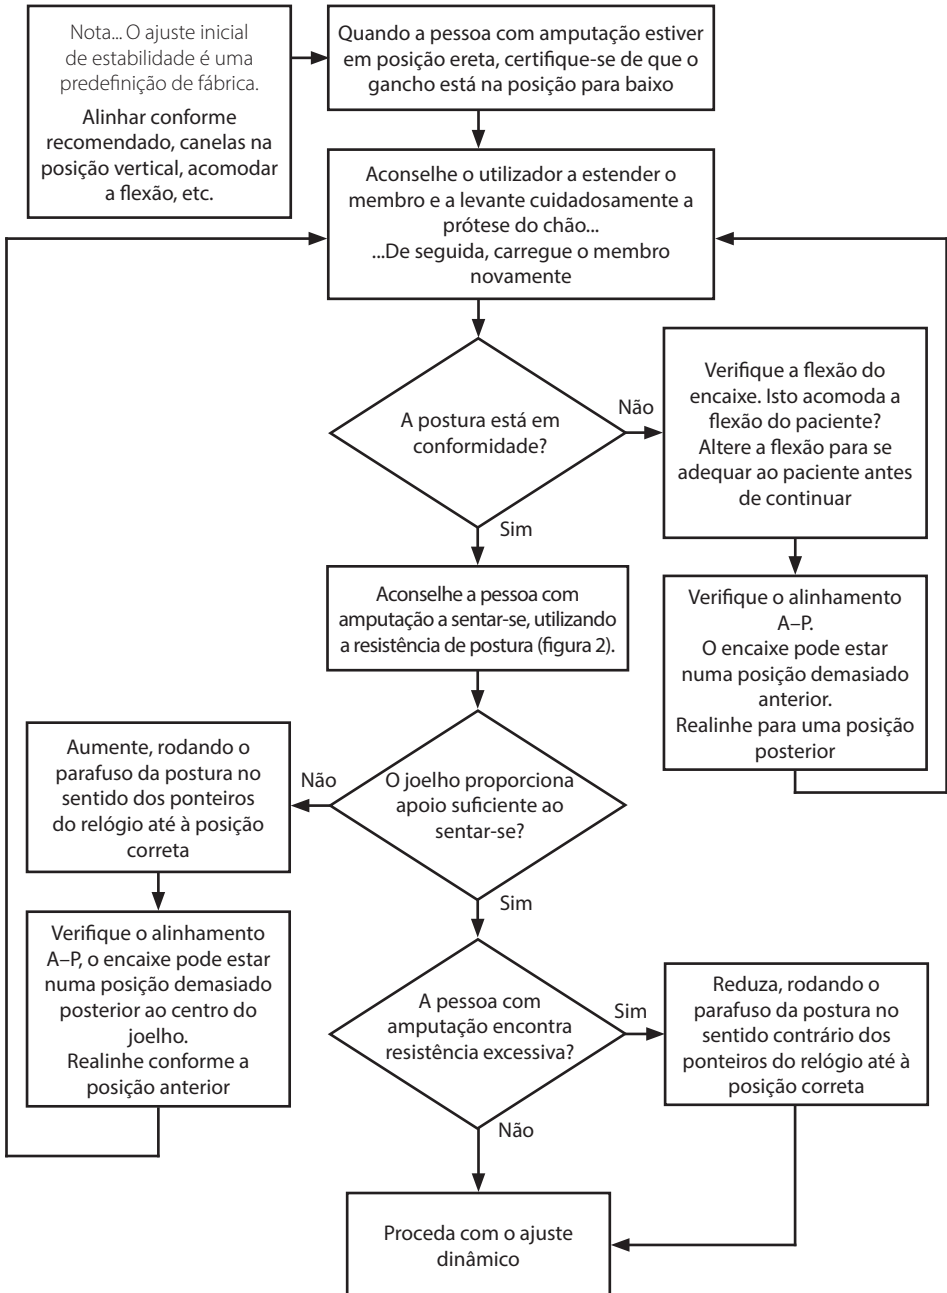 Nota... O ajuste inicial
de estabilidade é uma
predefinição de fábrica.
Alinhar conforme
recomendado, canelas na
posição vertical, acomodar
a flexão, etc.
Quando a pessoa com amputação estiver
em posição ereta, certifique-se de que o
gancho está na posição para baixo
Aconselhe o utilizador a estender o
membro e a levante cuidadosamente a
prótese do chão...
...De seguida, carregue o membro
novamente
A postura está em
conformidade?
Não
Verifique a flexão do
encaixe. Isto acomoda a
flexão do paciente?
Altere a flexão para se
adequar ao paciente antes
de continuar
Sim
Verifique o alinhamento
A–P.
O encaixe pode estar
numa posição demasiado
anterior.
Realinhe para uma posição
posterior
Aconselhe a pessoa com
amputação a sentar-se, utilizando
a resistência de postura (figura 2).
O joelho proporciona
apoio suficiente ao
sentar-se?
Não
Aumente, rodando o
parafuso da postura no
sentido dos ponteiros
do relógio até à posição
correta
Verifique o alinhamento
A–P, o encaixe pode estar
numa posição demasiado
posterior ao centro do
joelho.
Realinhe conforme a
posição anterior
Sim
A pessoa com
amputação encontra
resistência excessiva?
Sim
Reduza, rodando o
parafuso da postura no
sentido contrário dos
ponteiros do relógio até à
posição correta
Não
Proceda com o ajuste
dinâmico